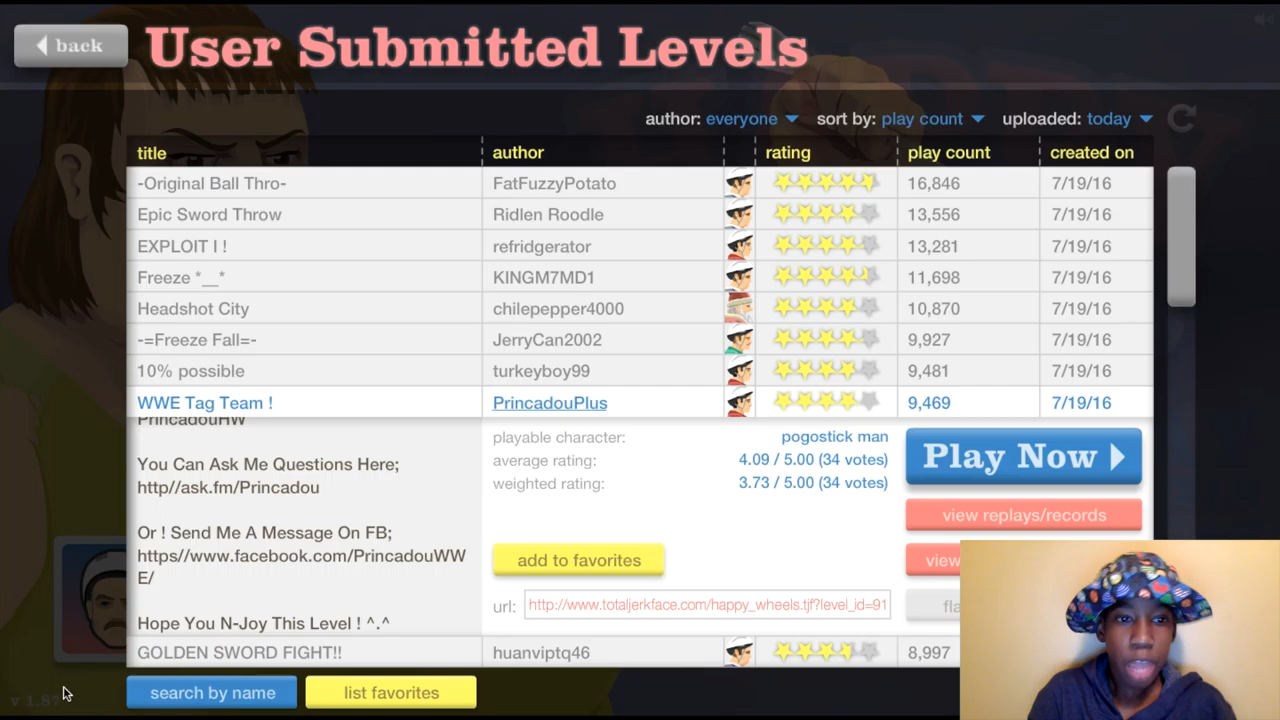 back
User Submitted Levels
author: everyone sort by: play count uploaded: today
title author rating play count created on
-Original Ball Thro- FatFuzzyPotato 16,846 7/19/16
Epic Sword Throw Ridlen Roodle 13,556 7/19/16
EXPLOIT I ! refridgerator 13,281 7/19/16
Freeze *__* KINGM7MD1 11,698 7/19/16
Headshot City chilepepper4000 10,870 7/19/16
-=Freeze Fall=- JerryCan2002 9,927 7/19/16
10% possible turkeyboy99 9,481 7/19/16
WWE Tag Team ! PrincadouPlus 9,469 7/19/16
PrincadouHW
playable character: pogostick man
Play Now
You Can Ask Me Questions Here; average rating: 4.09 / 5.00 (34 votes)
http//ask.fm/Princadou weighted rating: 3.73 / 5.00 (34 votes)
view replays/records
Or ! Send Me A Message On FB;
https//www.facebook.com/PrincadouWW add to favorites view
E/
url: http://www.totaljerkface.com/happy_wheels.tjf?level_id=91
Hope You N-Joy This Level ! ^.^
GOLDEN SWORD FIGHT!! huanviptq46 8,997
search by name list favorites